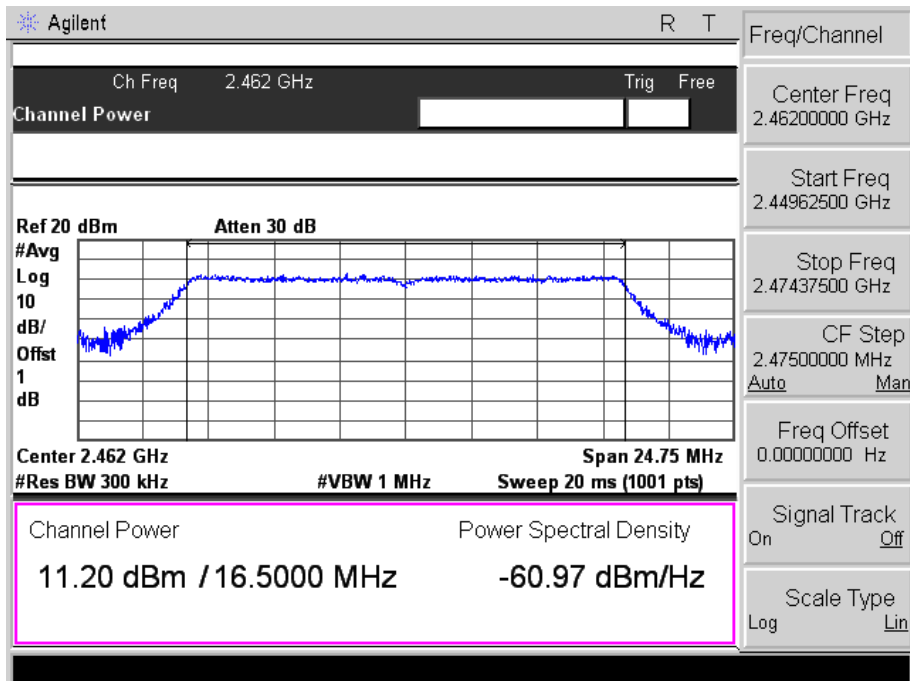 Agilent R T
Ch Freq 2.462 GHz Trig Free
Channel Power
Ref 20 dBm Atten 30 dB
#Avg
Log
10
dB/
Offst
1
dB
Center 2.462 GHz Span 24.75 MHz
#Res BW 300 kHz #VBW 1 MHz Sweep 20 ms (1001 pts)
Channel Power Power Spectral Density
11.20 dBm / 16.5000 MHz -60.97 dBm/Hz
Freq/Channel
Center Freq
2.46200000 GHz
Start Freq
2.44962500 GHz
Stop Freq
2.47437500 GHz
CF Step
2.47500000 MHz
Auto Man
Freq Offset
0.00000000 Hz
Signal Track
On Off
Scale Type
Log Lin